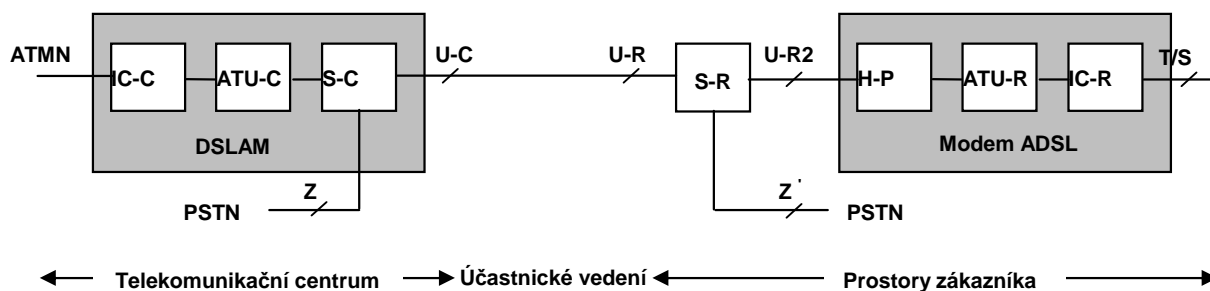 ATMN
IC-C
ATU-C
S-C
U-C
U-R
S-R
U-R2
H-P
ATU-R
IC-R
T/S
DSLAM
Modem ADSL
PSTN
Z
Z'
PSTN
Telekomunikační centrum
Účastnické vedení
Prostory zákazníka